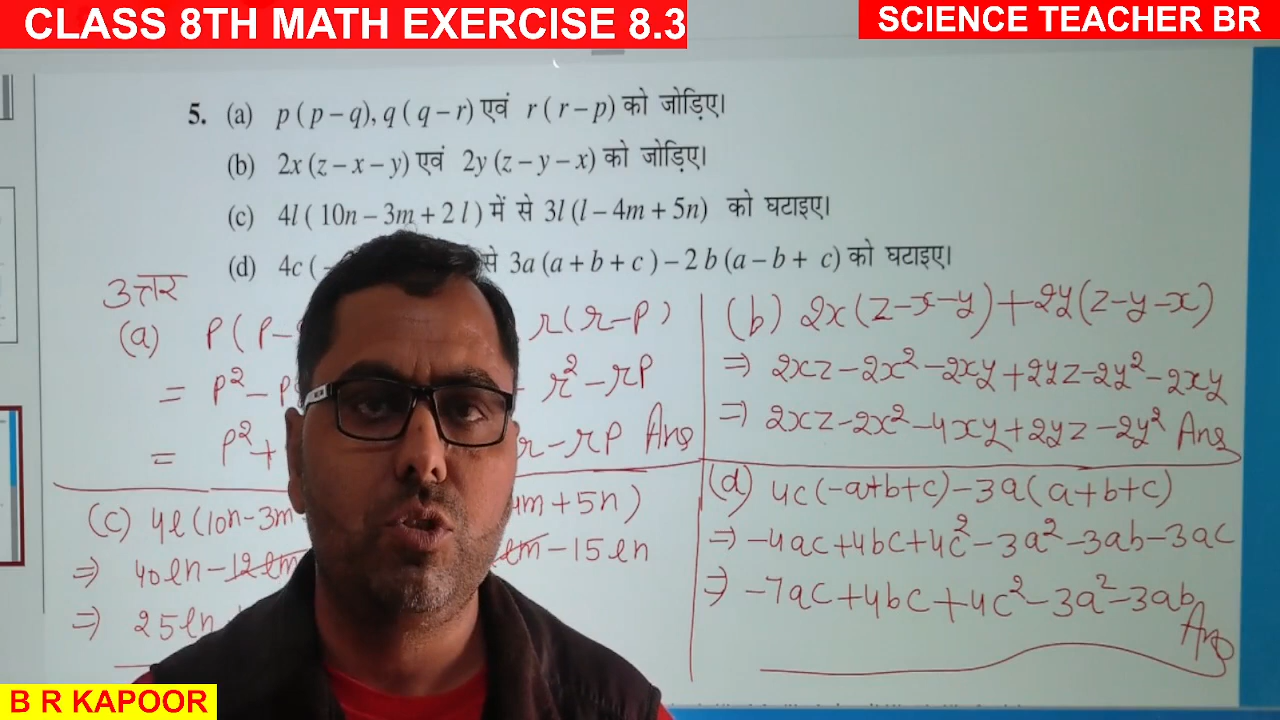 CLASS 8TH MATH EXERCISE 8.3
SCIENCE TEACHER BR
5. (a) p (p – q), q ( q – r) एवं r ( r – p) को जोड़िए।
(b) 2x (z – x – y) एवं 2y (z – y – x) को जोड़िए।
(c) 4l ( 10n – 3m + 2 l ) में से 3l (l – 4m + 5n) को घटाइए।
(d) 4c ( – से 3a (a + b + c ) – 2 b (a – b + c) को घटाइए।
उत्तर
(a) P(P- r(r-P)
= P² - P r² - rP
= P² + r - rP Ans
(b) 2x(z-x-y)+2y(z-y-x)
⇒ 2xz-2x²-2xy+2yz-2y²-2xy
⇒ 2xz-2x²-4xy+2yz-2y² Ans
(c) 4l(10n-3m 4m+5n)
⇒ 40ln-12lm lm-15ln
⇒ 25ln
(d) 4c(-a+b+c)-3a(a+b+c)
⇒ -4ac+4bc+4c²-3a²-3ab-3ac
⇒ -7ac+4bc+4c²-3a²-3ab
Ans
B R KAPOOR